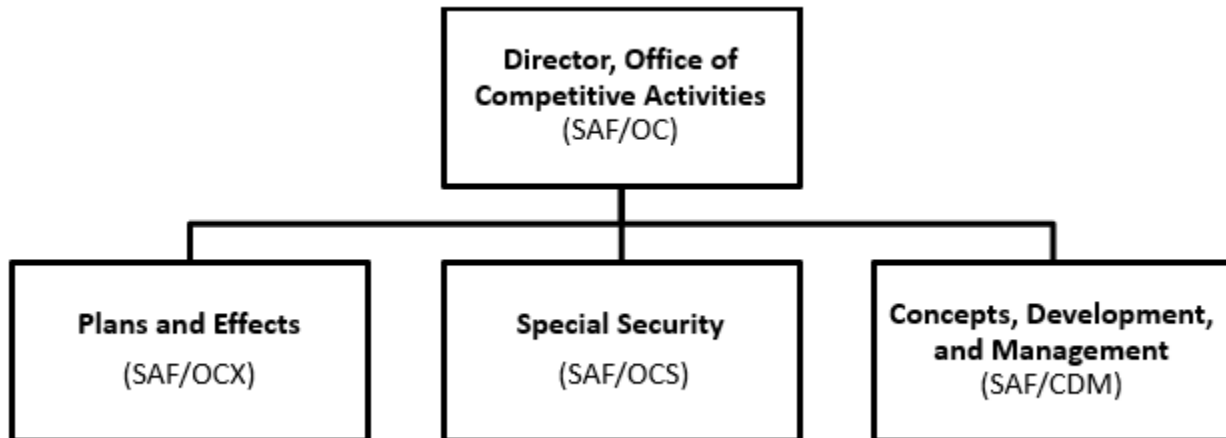 Director, Office of
Competitive Activities
(SAF/OC)
Plans and Effects
(SAF/OCX)
Special Security
(SAF/OCS)
Concepts, Development,
and Management
(SAF/CDM)